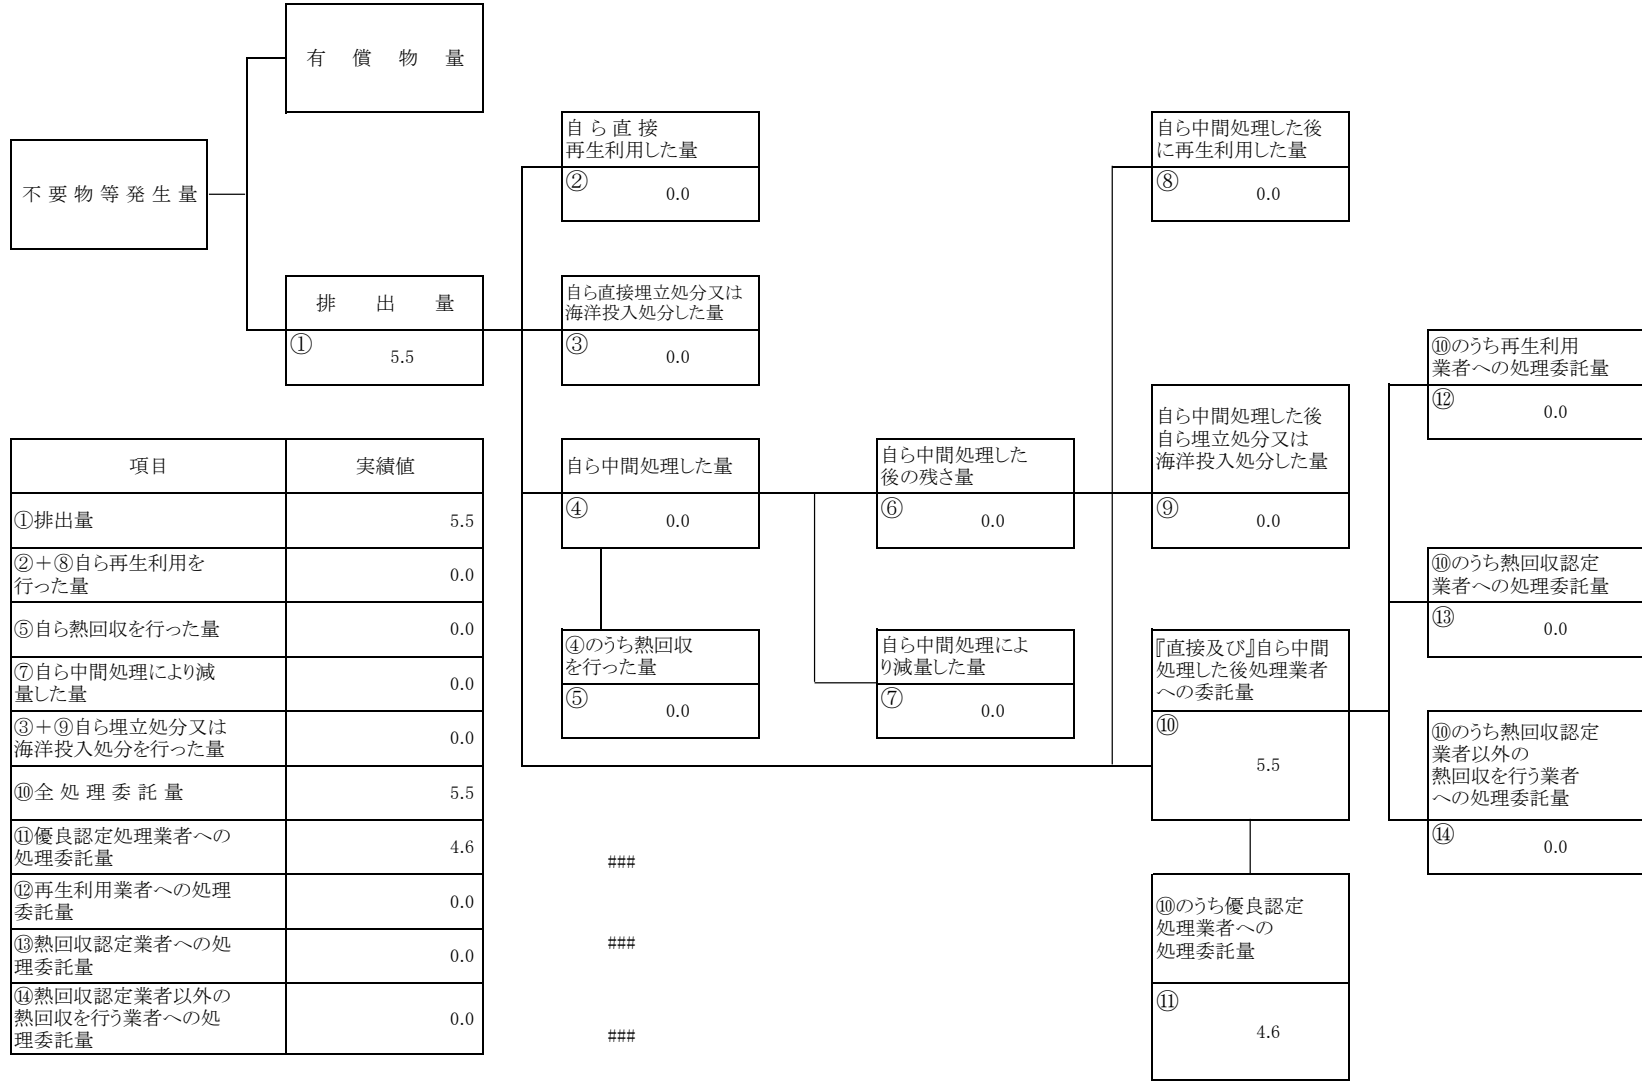 有 償 物 量
不 要 物 等 発 生 量
排 出 量
①
5.5
自 ら 直 接
再生利用した量
②
0.0
自ら直接埋立処分又は
海洋投入処分した量
③
0.0
自ら中間処理した量
④
0.0
④のうち熱回収
を行った量
⑤
0.0
自ら中間処理した
後の残さ量
⑥
0.0
自ら中間処理によ
り減量した量
⑦
0.0
自ら中間処理した後
に再生利用した量
⑧
0.0
自ら中間処理した後
自ら埋立処分又は
海洋投入処分した量
⑨
0.0
『直接及び』自ら中間
処理した後処理業者
への委託量
⑩
5.5
⑩のうち優良認定
処理業者への
処理委託量
⑪
4.6
⑩のうち再生利用
業者への処理委託量
⑫
0.0
⑩のうち熱回収認定
業者への処理委託量
⑬
0.0
⑩のうち熱回収認定
業者以外の
熱回収を行う業者
への処理委託量
⑭
0.0
項目 実績値
①排出量 5.5
②+⑧自ら再生利用を
行った量 0.0
⑤自ら熱回収を行った量 0.0
⑦自ら中間処理により減
量した量 0.0
③+⑨自ら埋立処分又は
海洋投入処分を行った量 0.0
⑩全 処 理 委 託 量 5.5
⑪優良認定処理業者への
処理委託量 4.6
⑫再生利用業者への処理
委託量 0.0
⑬熱回収認定業者への処
理委託量 0.0
⑭熱回収認定業者以外の
熱回収を行う業者への処
理委託量 0.0
###
###
###